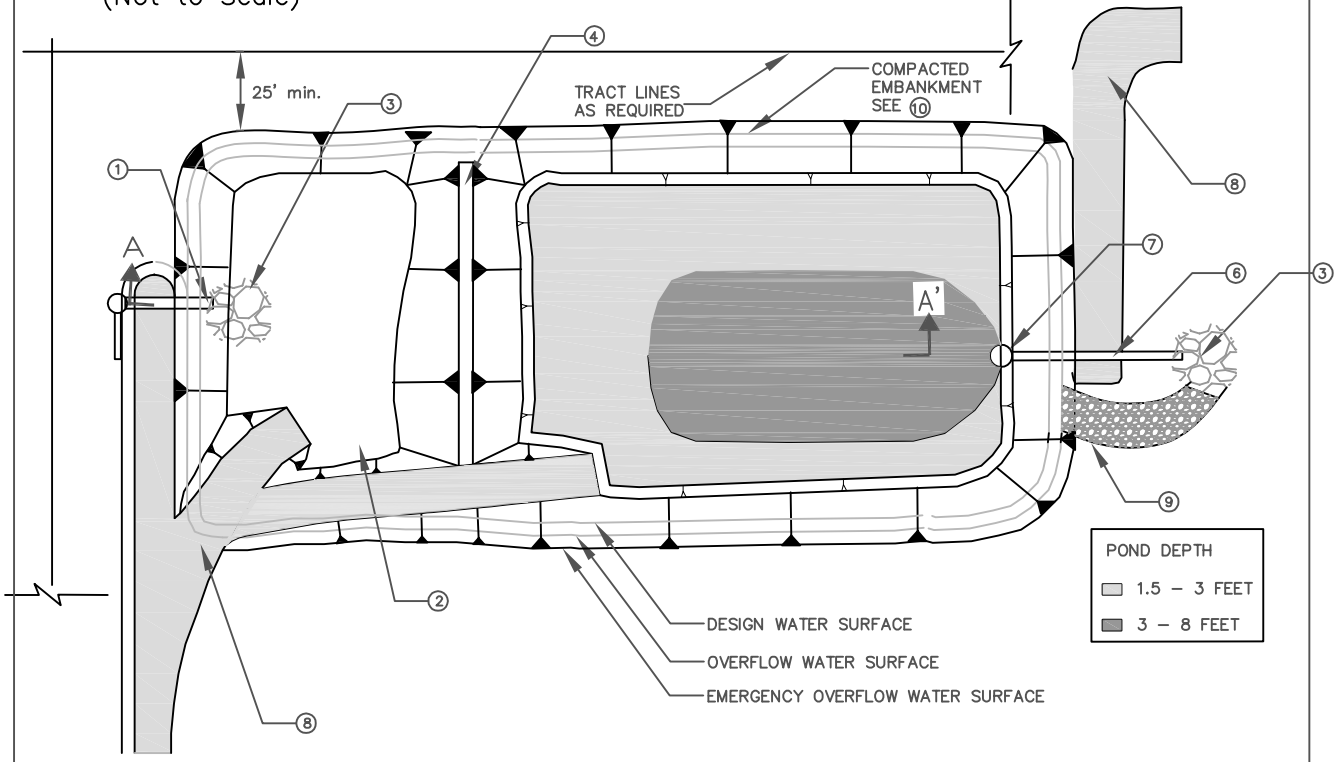 (Not to Scale)
4
25' min.
3
TRACT LINES
AS REQUIRED
COMPACTED
EMBANKMENT
SEE 10
8
1
A
7
6
3
A'
9
POND DEPTH
1.5 - 3 FEET
3 - 8 FEET
2
DESIGN WATER SURFACE
OVERFLOW WATER SURFACE
EMERGENCY OVERFLOW WATER SURFACE
8